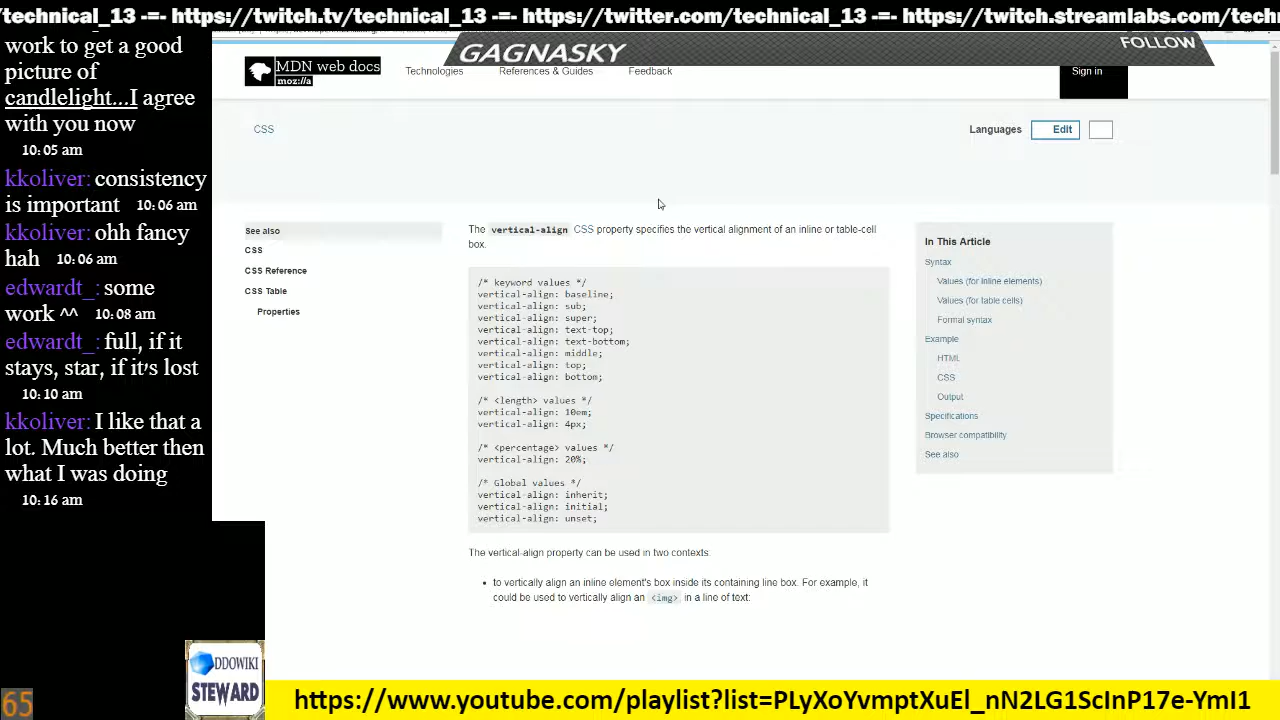 /technical_13 -=- https://twitch.tv/technical_13 -=- https://twitter.com/technical_13 -=- https://twitch.streamlabs.com/techn
work to get a good
picture of
candlelight...I agree
with you now
10:05 am
kkoliver: consistency
is important 10:06 am
kkoliver: ohh fancy
hah 10:06 am
edwardt_: some
work ^^ 10:08 am
edwardt_: full, if it
stays, star, if it's lost
10:10 am
kkoliver: I like that a
lot. Much better then
what I was doing
10:16 am
65
GAGNASKY
FOLLOW
MDN web docs
moz://a
Technologies
References & Guides
Feedback
Sign in
CSS
Languages
Edit
See also
CSS
CSS Reference
CSS Table
Properties
The vertical-align CSS property specifies the vertical alignment of an inline or table-cell
box.
/* keyword values */
vertical-align: baseline;
vertical-align: sub;
vertical-align: super;
vertical-align: text-top;
vertical-align: text-bottom;
vertical-align: middle;
vertical-align: top;
vertical-align: bottom;
/* <length> values */
vertical-align: 10em;
vertical-align: 4px;
/* <percentage> values */
vertical-align: 20%;
/* Global values */
vertical-align: inherit;
vertical-align: initial;
vertical-align: unset;
The vertical-align property can be used in two contexts:
• to vertically align an inline element's box inside its containing line box. For example, it
could be used to vertically align an <img> in a line of text:
In This Article
Syntax
Values (for inline elements)
Values (for table cells)
Formal syntax
Example
HTML
CSS
Output
Specifications
Browser compatibility
See also
DDOWIKI
STEWARD
https://www.youtube.com/playlist?list=PLyXoYvmptXuEl_nN2LG1ScInP17e-YmI1